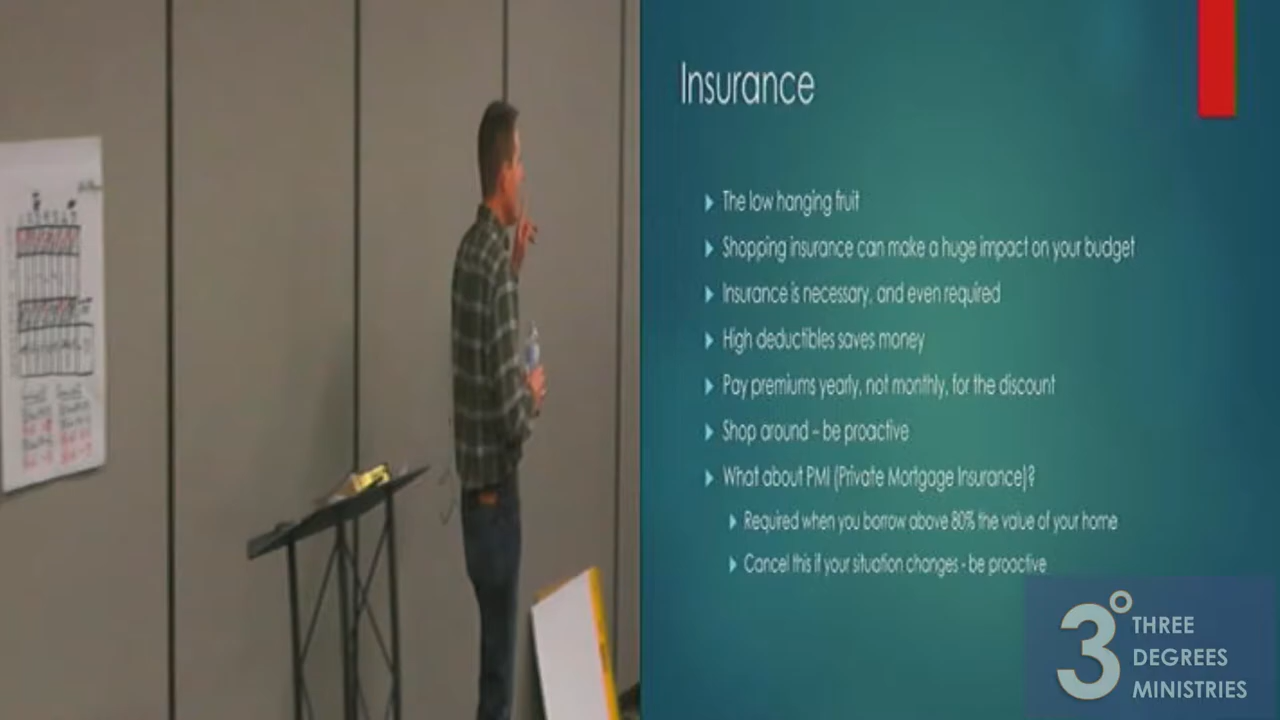 Insurance
The low hanging fruit
Shopping insurance can make a huge impact on your budget
Insurance is necessary, and even required
High deductibles saves money
Pay premiums yearly, not monthly, for the discount
Shop around - be proactive
What about PMI (Private Mortgage Insurance)?
Required when you borrow above 80% the value of your home
Cancel this if your situation changes - be proactive
3°
THREE
DEGREES
MINISTRIES